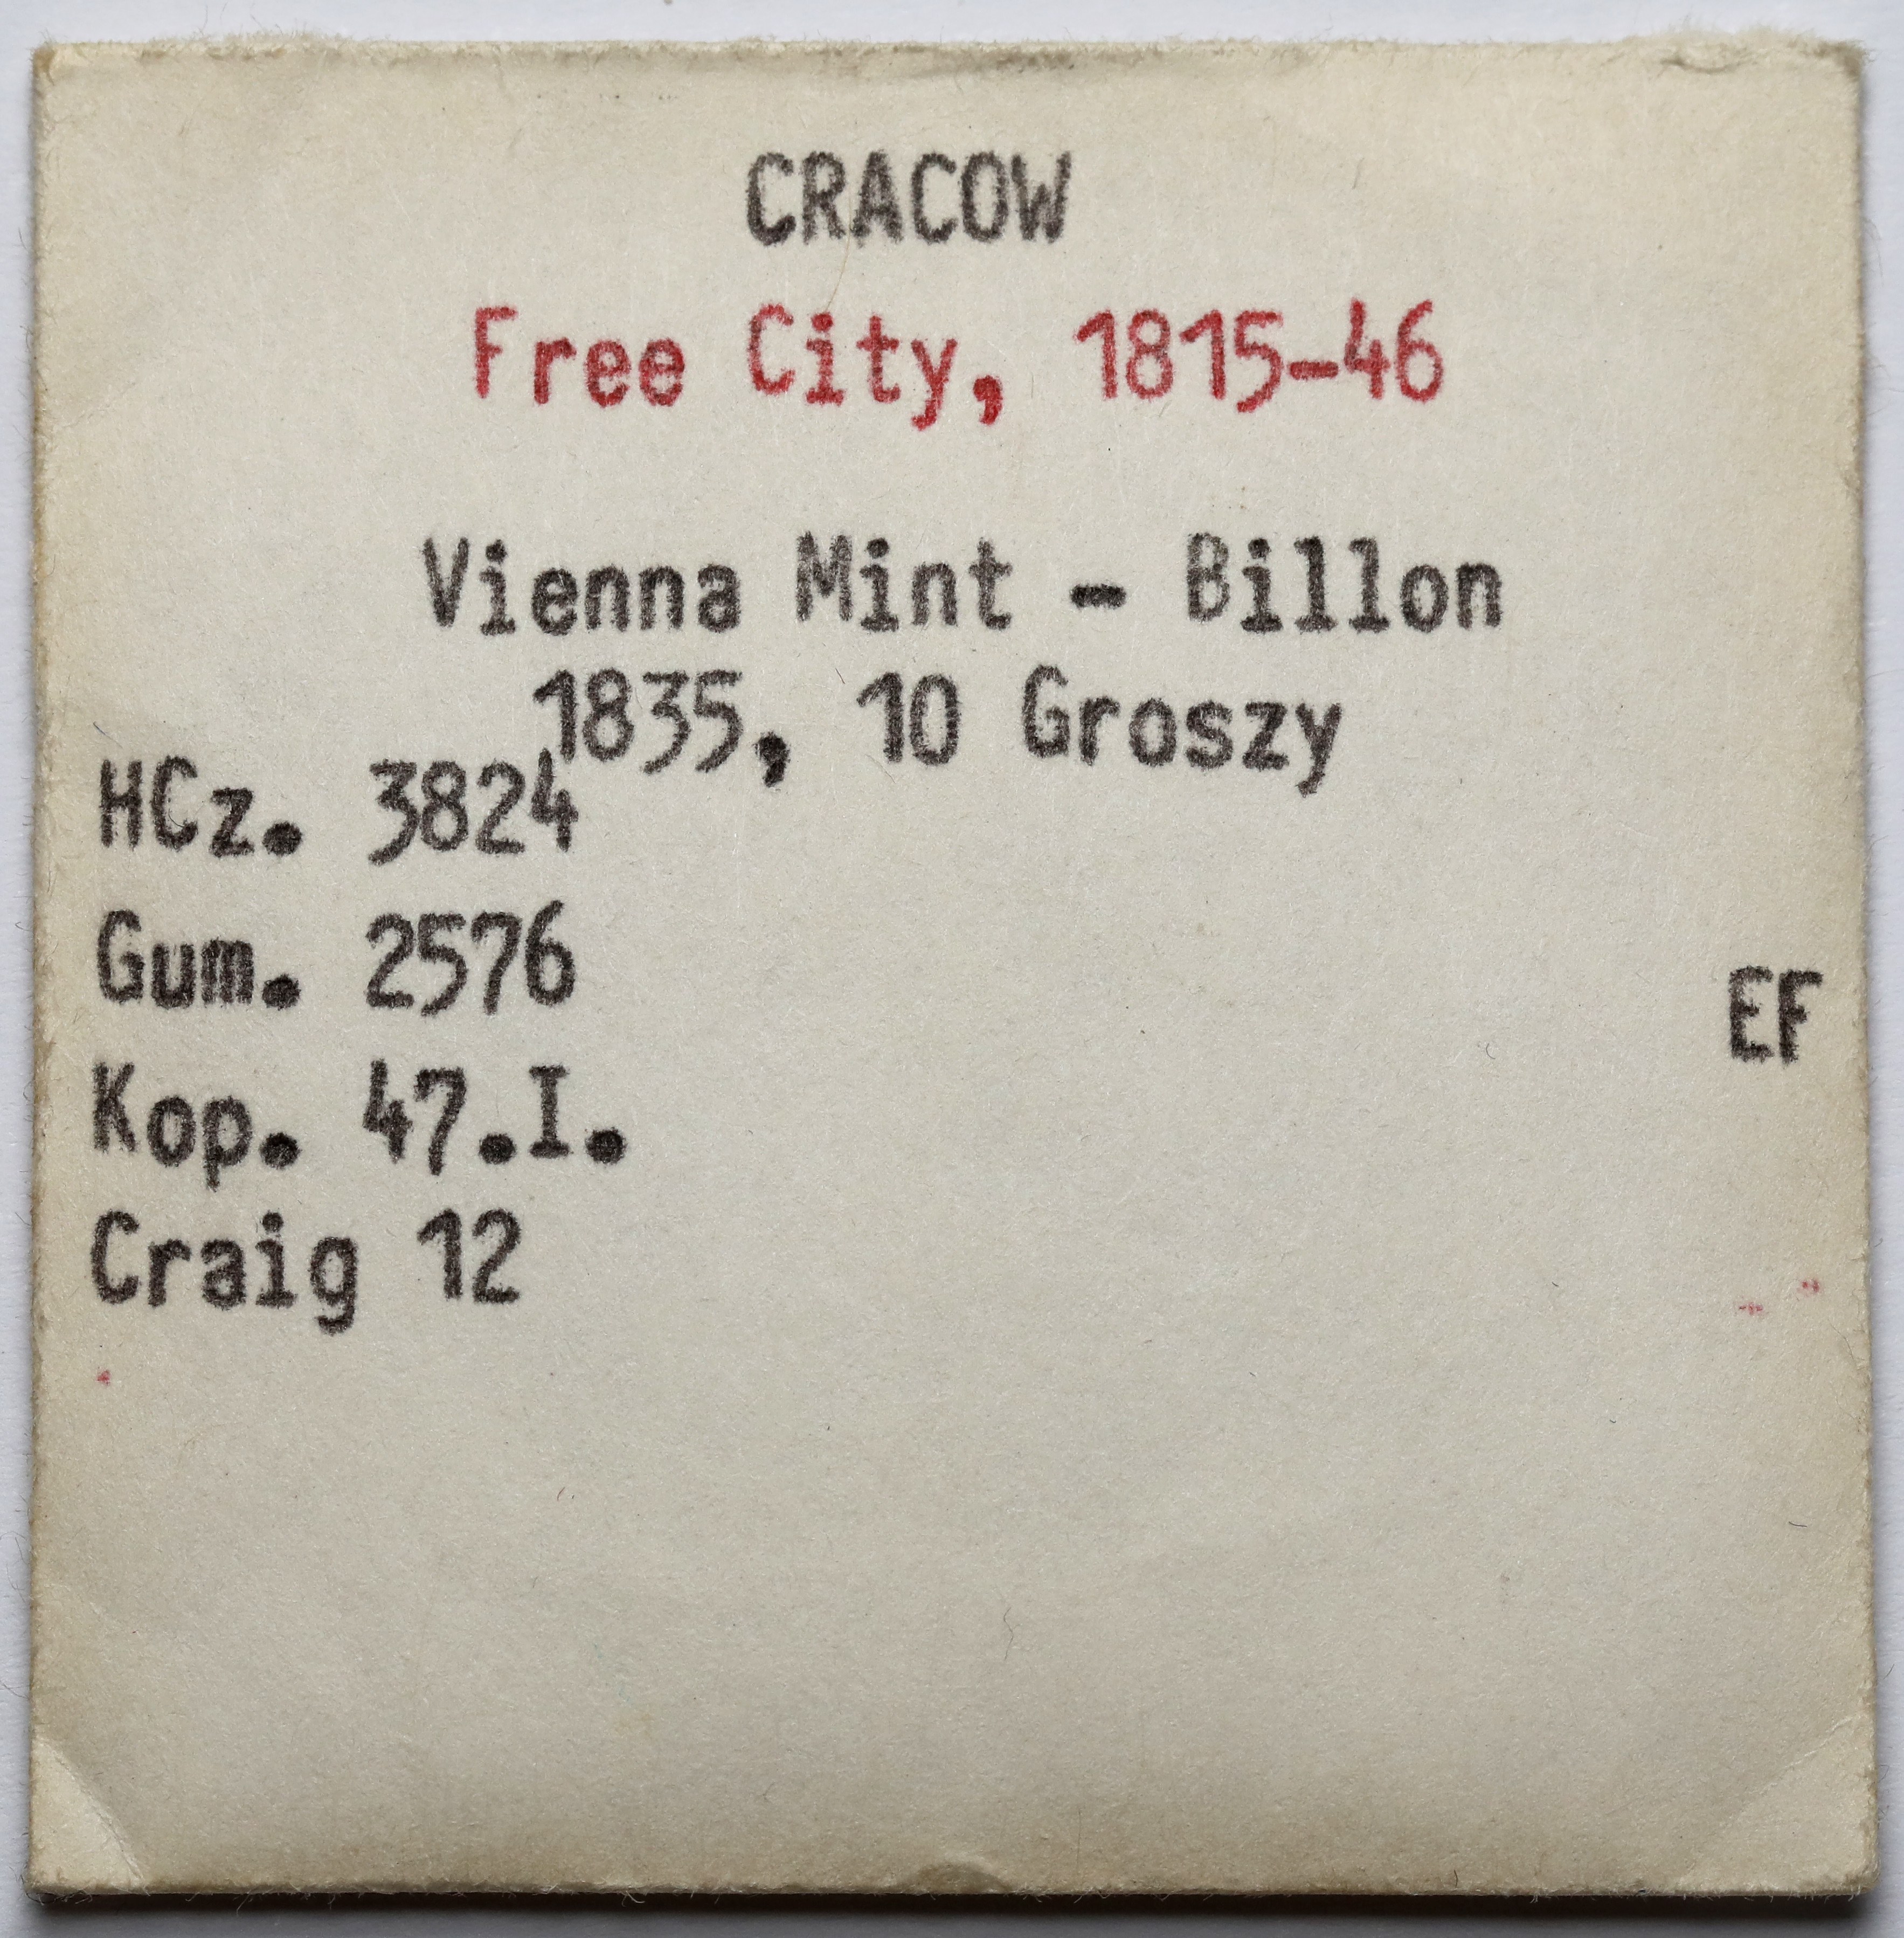 CRACOW
Free City, 1815-46
Vienna Mint - Billon
1835, 10 Groszy
HCz. 3824
Gum. 2576
EF
Kop. 47.I.
Craig 12